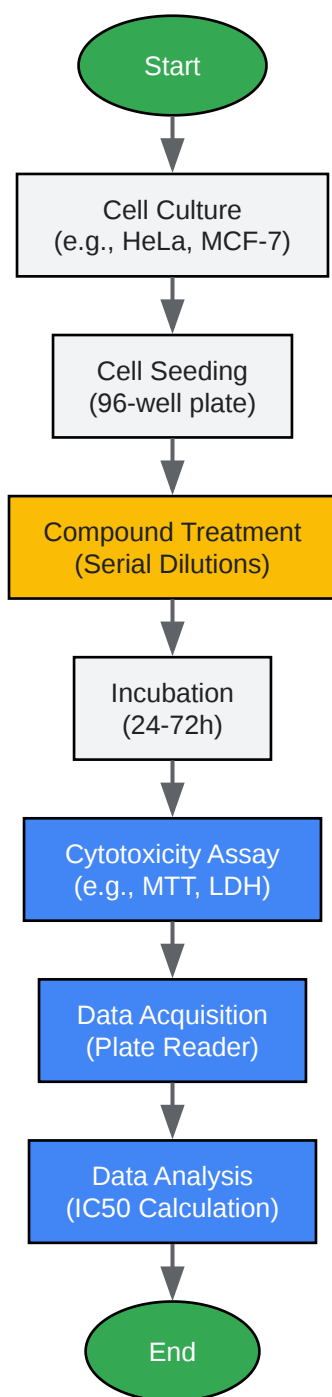 Start
Cell Culture
(e.g., HeLa, MCF-7)
Cell Seeding
(96-well plate)
Compound Treatment
(Serial Dilutions)
Incubation
(24-72h)
Cytotoxicity Assay
(e.g., MTT, LDH)
Data Acquisition
(Plate Reader)
Data Analysis
(IC50 Calculation)
End